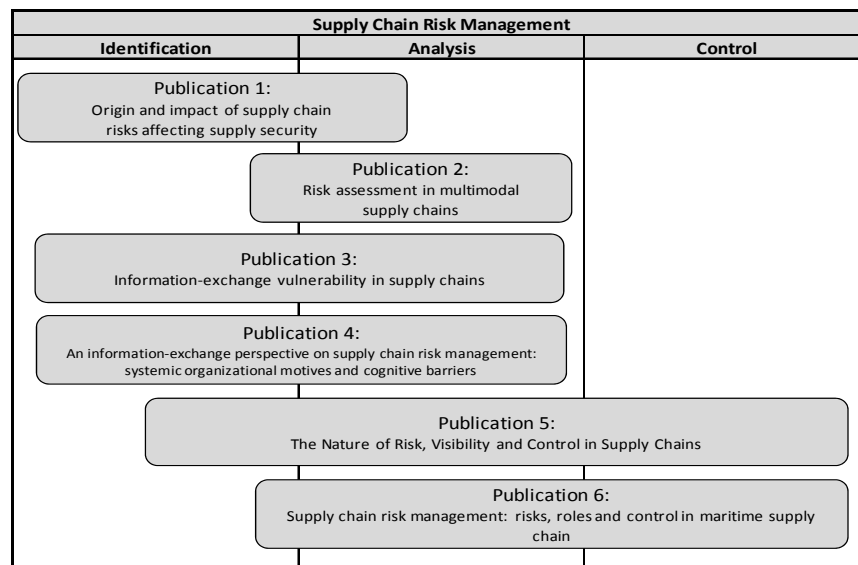 Supply Chain Risk Management
Identification Analysis Control
Publication 1:
Origin and impact of supply chain
risks affecting supply security
Publication 2:
Risk assessment in multimodal
supply chains
Publication 3:
Information-exchange vulnerability in supply chains
Publication 4:
An information-exchange perspective on supply chain risk management:
systemic organizational motives and cognitive barriers
Publication 5:
The Nature of Risk, Visibility and Control in Supply Chains
Publication 6:
Supply chain risk management: risks, roles and control in maritime supply
chain